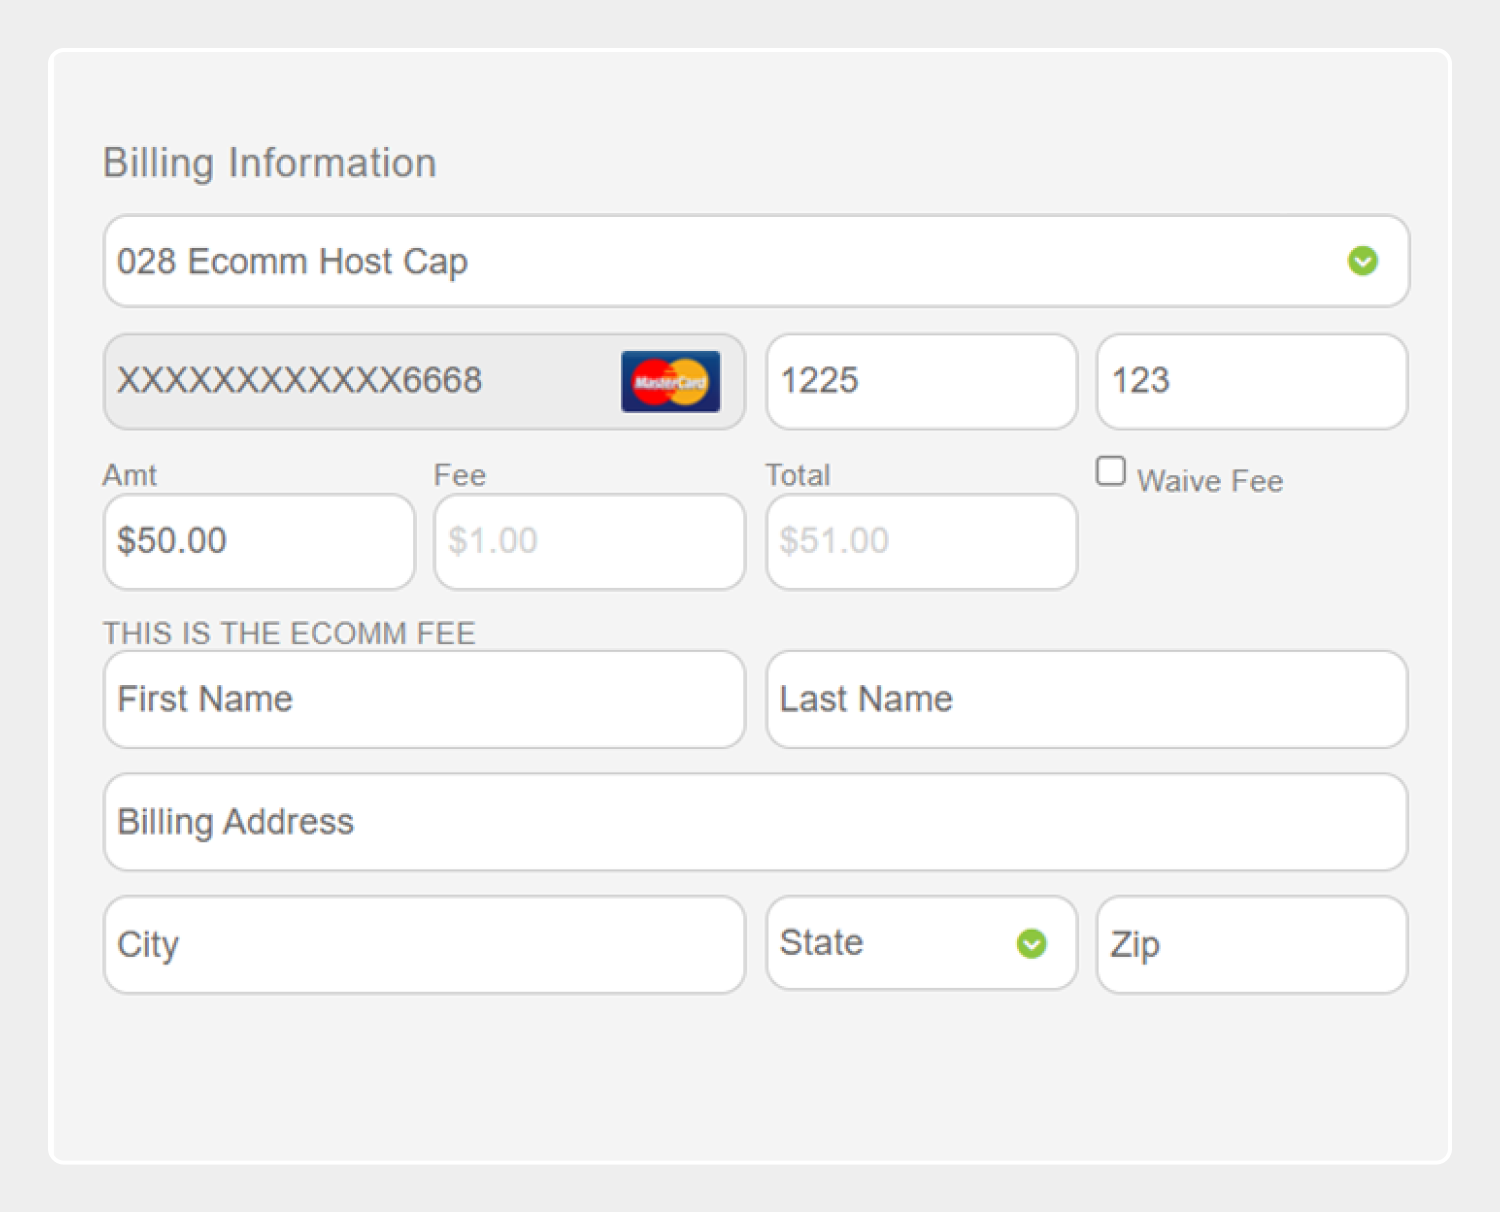 Billing Information
028 Ecomm Host Cap
XXXXXXXXXXXX6668 MasterCard 1225 123
Amt Fee Total Waive Fee
$50.00 $1.00 $51.00
THIS IS THE ECOMM FEE
First Name Last Name
Billing Address
City State Zip